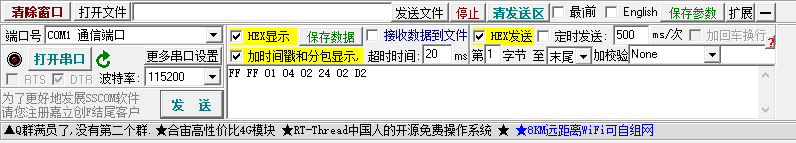 清除窗口 打开文件 发送文件 停止 清发送区 最前 English 保存参数 扩展 —
端口号 COM1 通信端口 HEX显示 保存数据 接收数据到文件 HEX发送 定时发送: 500 ms/次 加回车换行
打开串口 更多串口设置 加时间戳和分包显示, 超时时间: 20 ms 第1 字节 至 末尾 加校验 None ?
RTS DTR 波特率: 115200 FF FF 01 04 02 24 02 D2
为了更好地发展SSCOM软件
请您注册嘉立创F结尾客户
发 送
▲Q群满员了,没有第二个群. ★合宙高性价比4G模块 ★RT-Thread中国人的开源免费操作系统 ★ ★8KM远距离WiFi可自组网